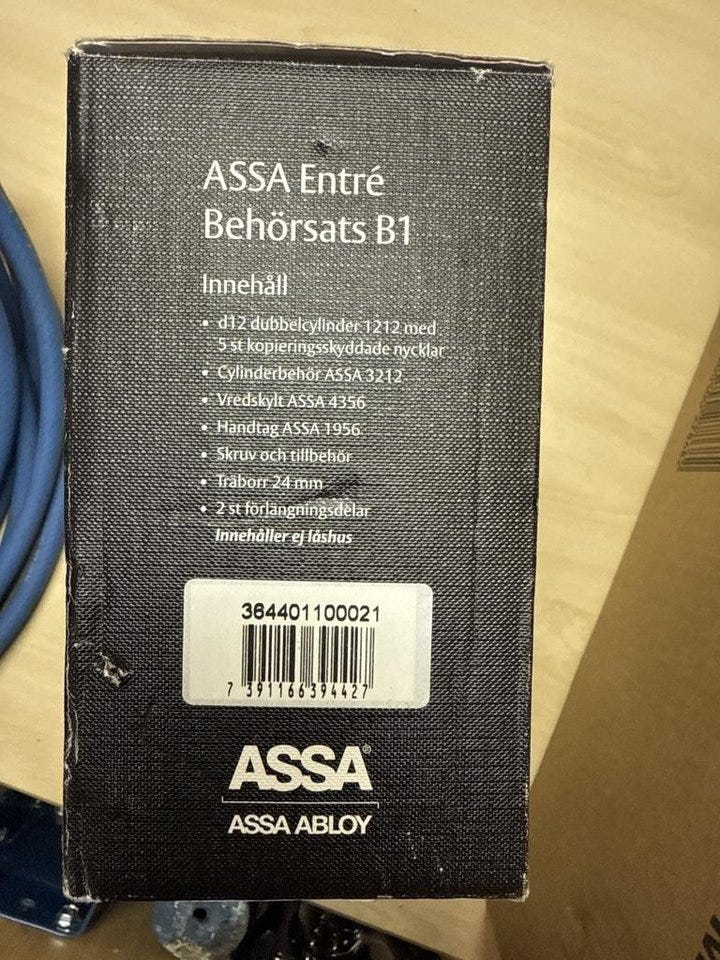 ASSA Entré
Behörsats B1
Innehåll
• d12 dubbelcylinder 1212 med
5 st kopieringsskyddade nycklar
• Cylinderbehör ASSA 3212
• Vredskylt ASSA 4356
• Handtag ASSA 1956
• Skruv och tillbehör
• Träborr 24 mm
• 2 st förlängningsdelar
Innehåller ej låshus
364401100021
7 391166 394427
ASSA®
ASSA ABLOY